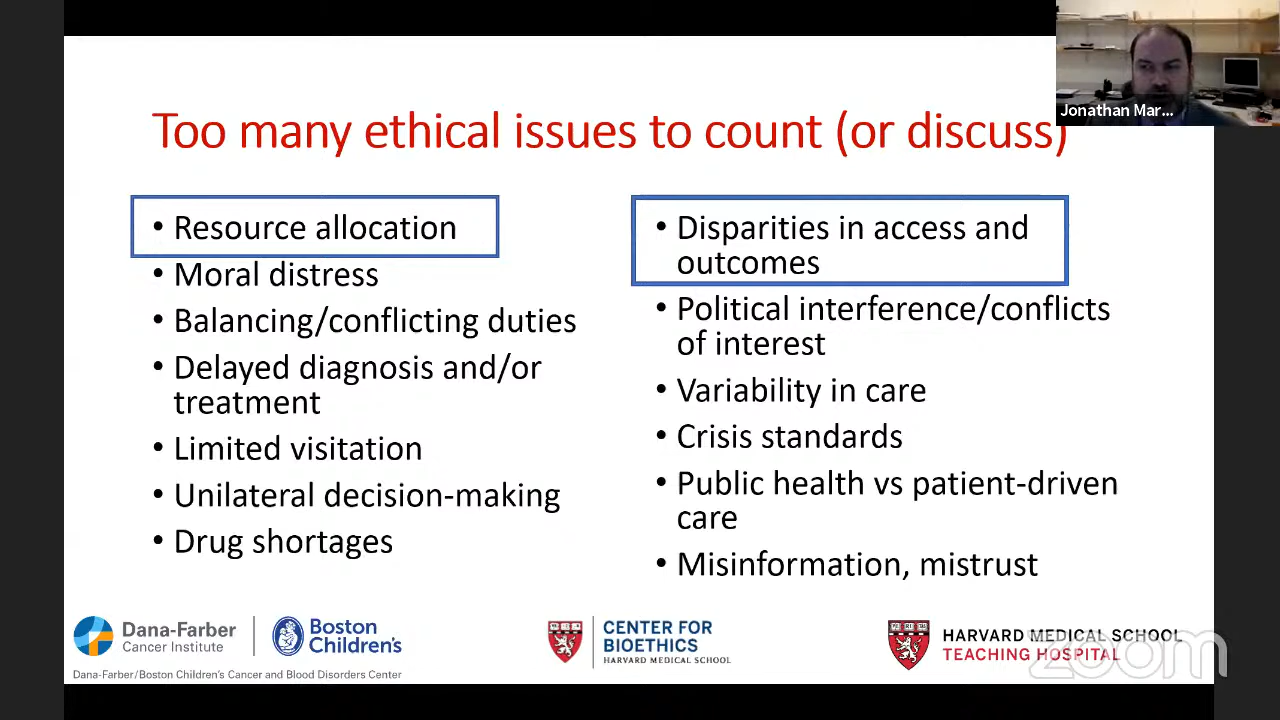 Jonathan Mar...
Too many ethical issues to count (or discuss)
• Resource allocation
• Moral distress
• Balancing/conflicting duties
• Delayed diagnosis and/or
treatment
• Limited visitation
• Unilateral decision-making
• Drug shortages
• Disparities in access and
outcomes
• Political interference/conflicts
of interest
• Variability in care
• Crisis standards
• Public health vs patient-driven
care
• Misinformation, mistrust
Dana-Farber
Cancer Institute
Boston
Children's
Dana-Farber/Boston Children's Cancer and Blood Disorders Center
CENTER FOR
BIOETHICS
HARVARD MEDICAL SCHOOL
HARVARD MEDICAL SCHOOL
TEACHING HOSPITAL
zoom